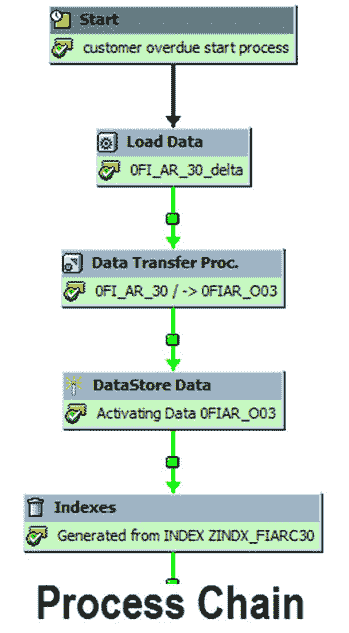 Start
customer overdue start process
Load Data
0FI_AR_30_delta
Data Transfer Proc.
0FI_AR_30 / -> 0FIAR_O03
DataStore Data
Activating Data 0FIAR_O03
Indexes
Generated from INDEX ZINDX_FIARC30
Process Chain